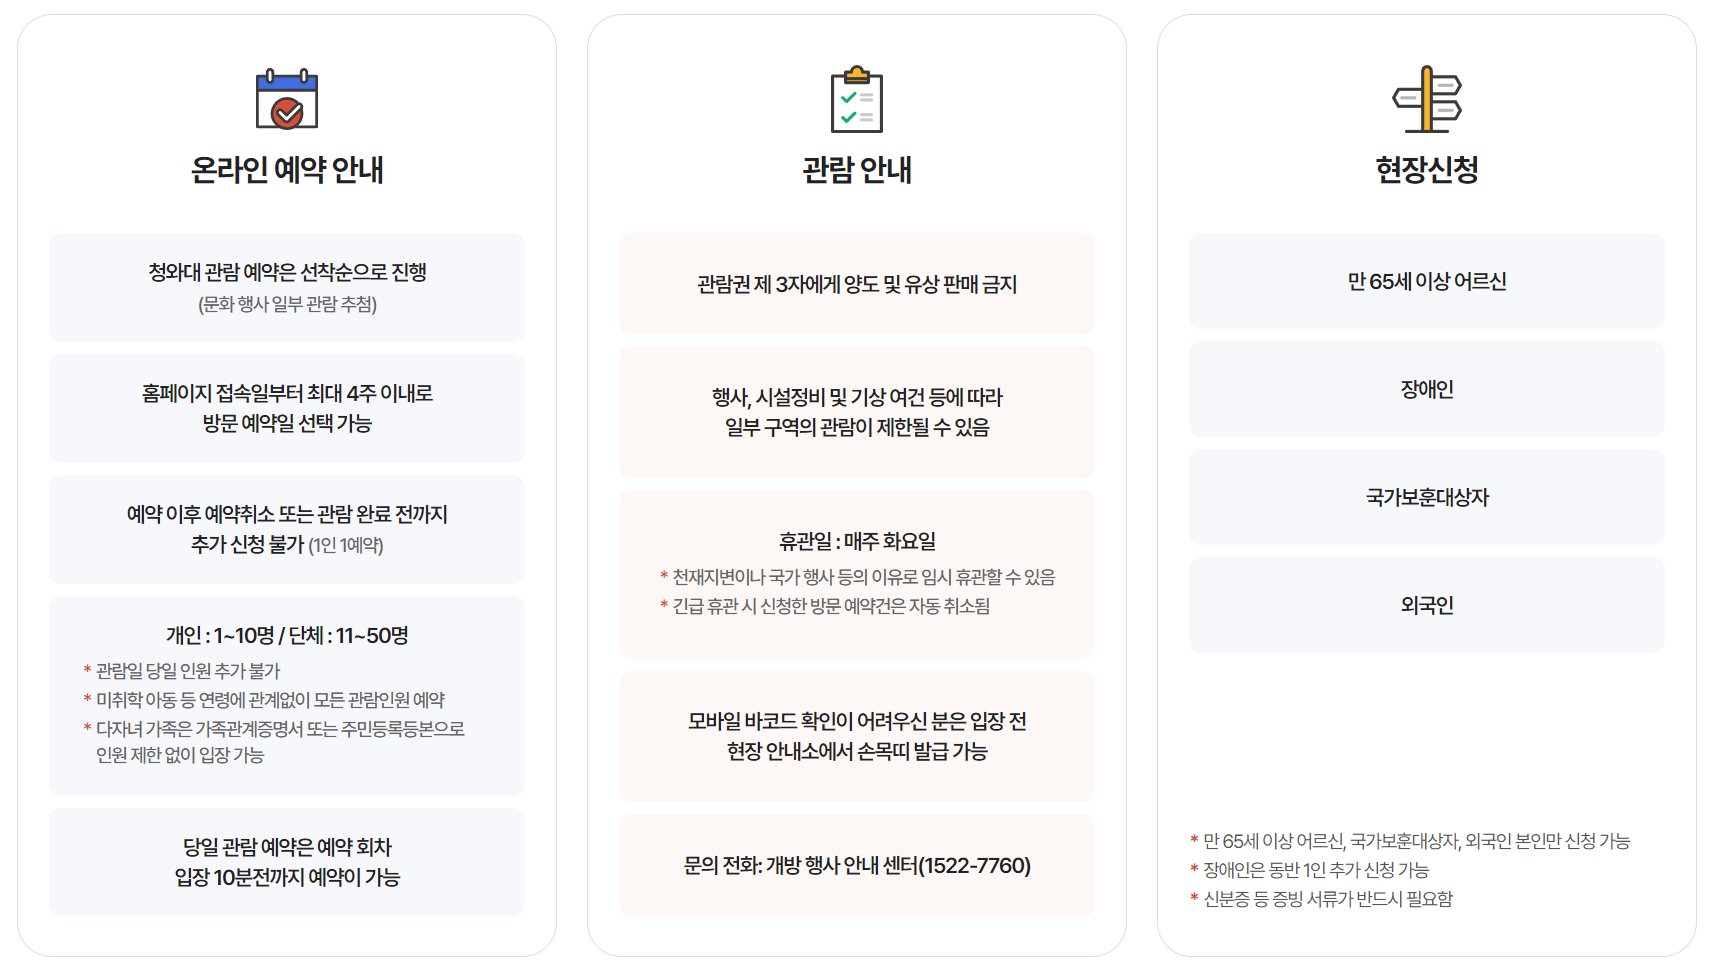 온라인 예약 안내
청와대 관람 예약은 선착순으로 진행
(문화 행사 일부 관람 추첨)
홈페이지 접속일부터 최대 4주 이내로
방문 예약일 선택 가능
예약 이후 예약취소 또는 관람 완료 전까지
추가 신청 불가 (1인 1예약)
개인 : 1~10명 / 단체 : 11~50명
* 관람일 당일 인원 추가 불가
* 미취학 아동 등 연령에 관계없이 모든 관람인원 예약
* 다자녀 가족은 가족관계증명서 또는 주민등록등본으로
인원 제한 없이 입장 가능
당일 관람 예약은 예약 회차
입장 10분전까지 예약이 가능
관람 안내
관람권 제 3자에게 양도 및 유상 판매 금지
행사, 시설정비 및 기상 여건 등에 따라
일부 구역의 관람이 제한될 수 있음
휴관일 : 매주 화요일
* 천재지변이나 국가 행사 등의 이유로 임시 휴관할 수 있음
* 긴급 휴관 시 신청한 방문 예약건은 자동 취소됨
모바일 바코드 확인이 어려우신 분은 입장 전
현장 안내소에서 손목띠 발급 가능
문의 전화: 개방 행사 안내 센터(1522-7760)
현장신청
만 65세 이상 어르신
장애인
국가보훈대상자
외국인
* 만 65세 이상 어르신, 국가보훈대상자, 외국인 본인만 신청 가능
* 장애인은 동반 1인 추가 신청 가능
* 신분증 등 증빙 서류가 반드시 필요함